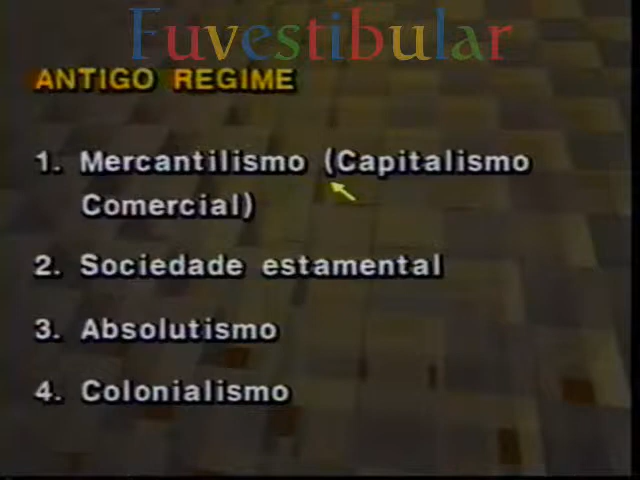 Fuvestibular
ANTIGO REGIME
1. Mercantilismo (Capitalismo
Comercial)
2. Sociedade estamental
3. Absolutismo
4. Colonialismo